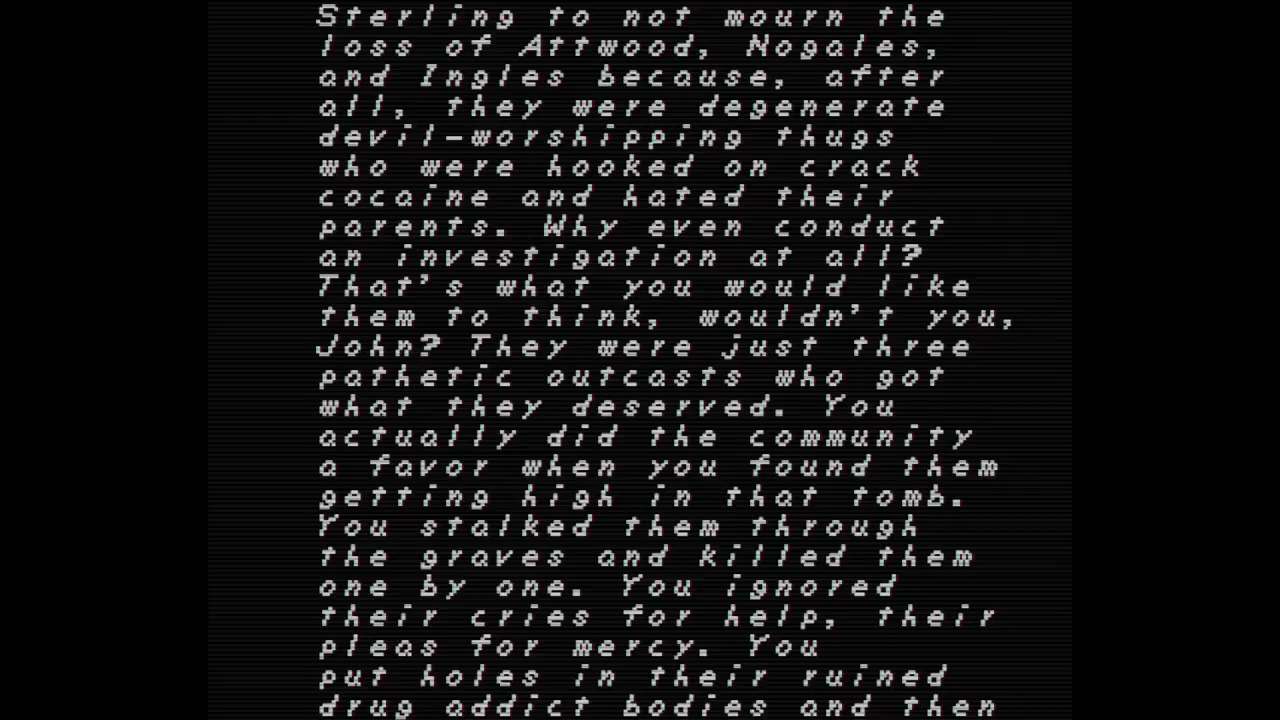 Sterling to not mourn the
loss of Attwood, Nogales,
and Ingles because, after
all, they were degenerate
devil-worshipping thugs
who were hooked on crack
cocaine and hated their
parents. Why even conduct
an investigation at all?
That's what you would like
them to think, wouldn't you,
John? They were just three
pathetic outcasts who got
what they deserved. You
actually did the community
a favor when you found them
getting high in that tomb.
You stalked them through
the graves and killed them
one by one. You ignored
their cries for help, their
pleas for mercy. You
put holes in their ruined
drug addict bodies and then